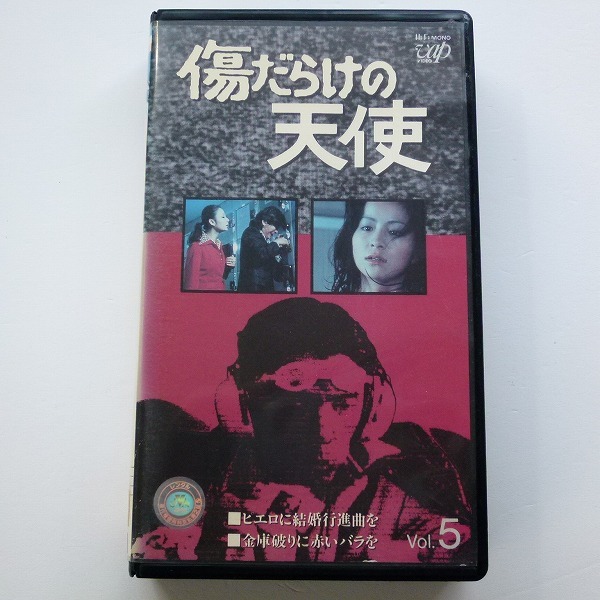 Hi-Fi MONO
vap
VIDEO
傷だらけの
天使
■ピエロに結婚行進曲を
■金庫破りに赤いバラを
Vol. 5